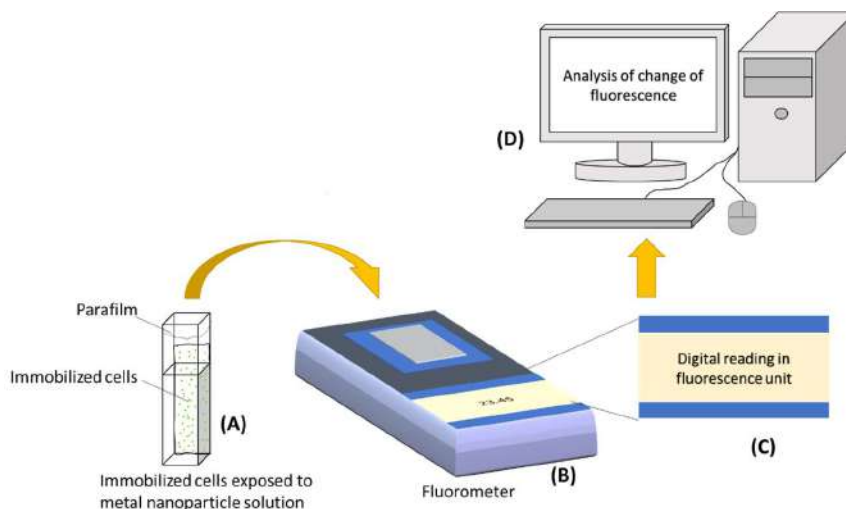 Analysis of change of
fluorescence
(D)
Parafilm
Immobilized cells
(A)
Immobilized cells exposed to
metal nanoparticle solution
23.45
(B)
Fluorometer
Digital reading in
fluorescence unit
(C)